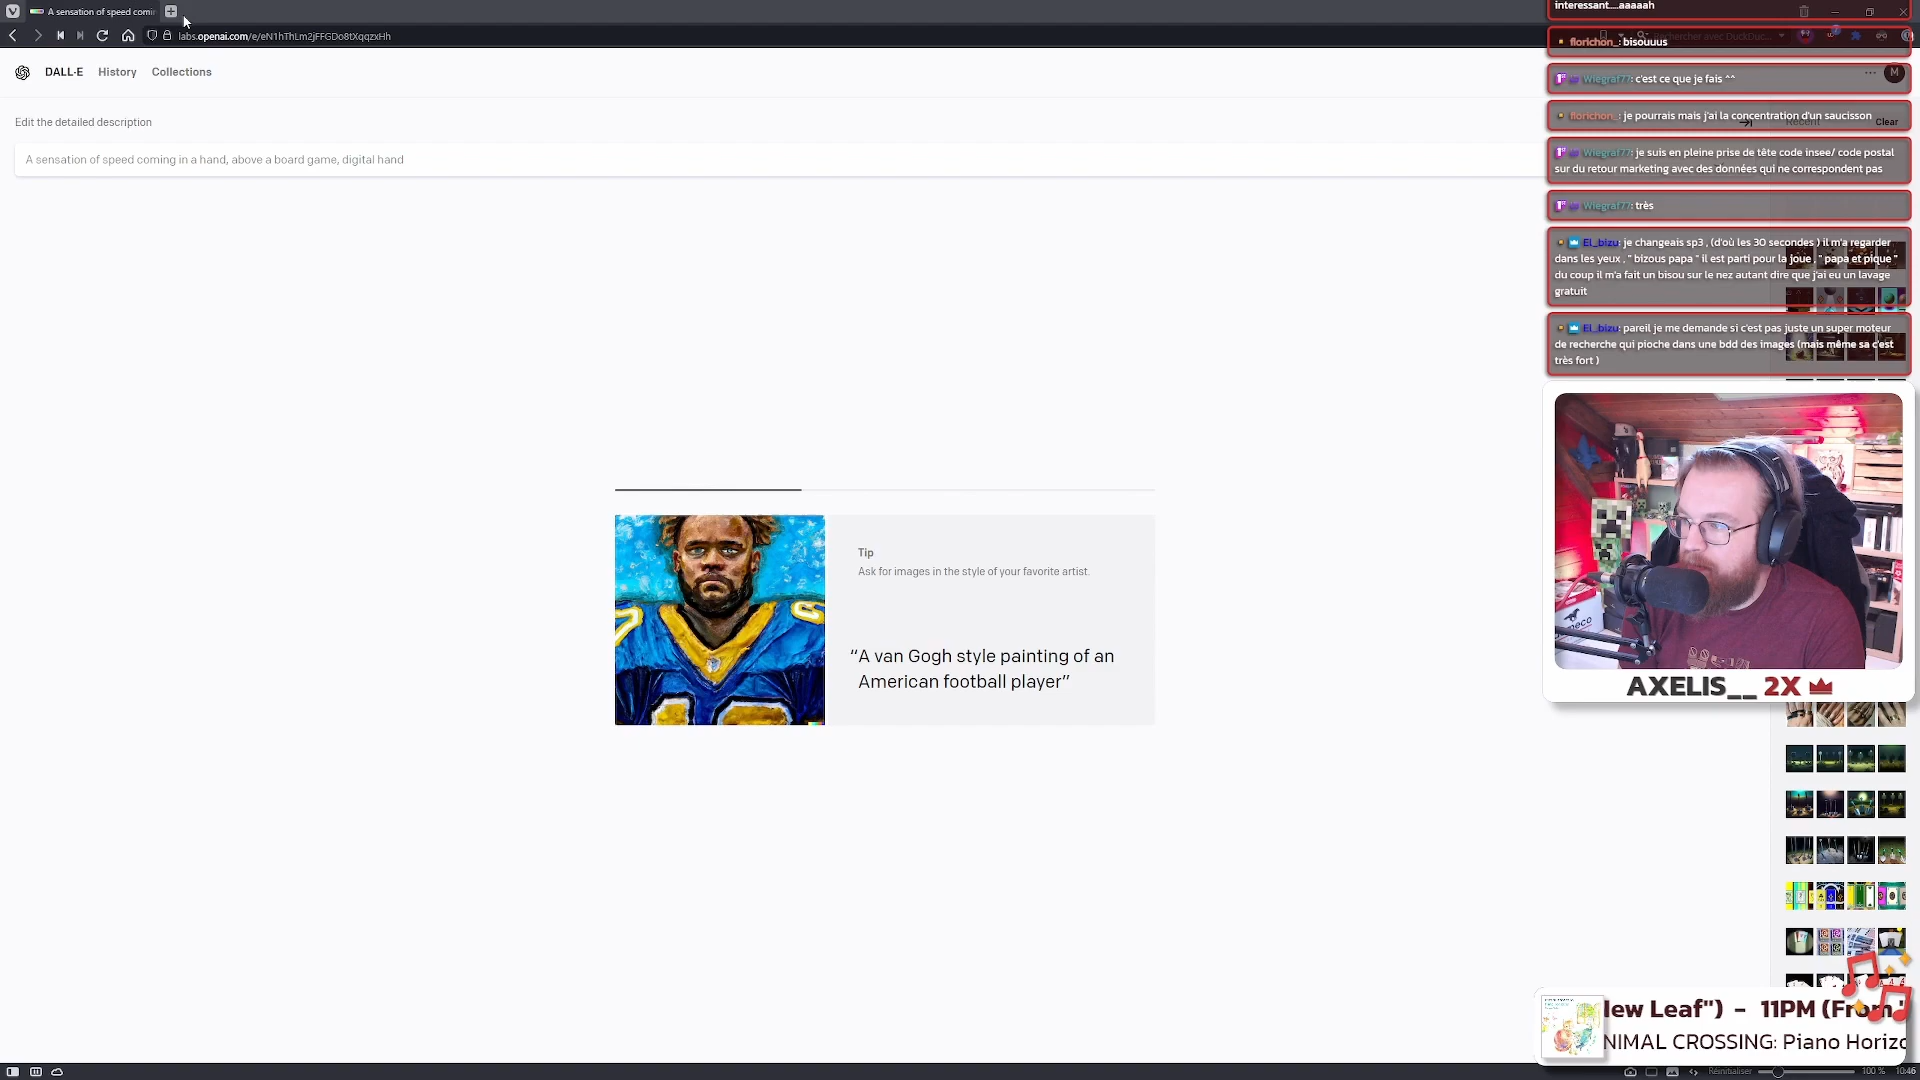 A sensation of speed comin
labs.openai.com/e/eN1hThLm2jFFGDo8tXqqzxHh
DALL·E
History
Collections
Edit the detailed description
A sensation of speed coming in a hand, above a board game, digital hand
Tip
Ask for images in the style of your favorite artist.
“A van Gogh style painting of an
American football player”
interessant....aaaaah
florichon_: bisouuus
Wiegraf77: c'est ce que je fais ^^
M
florichon_: je pourrais mais j'ai la concentration d'un saucisson
Clear
Wiegraf77: je suis en pleine prise de tête code insee/ code postal
sur du retour marketing avec des données qui ne correspondent pas
Wiegraf77: très
El_bizu: je changeais sp3 , (d'où les 30 secondes ) il m'a regarder
dans les yeux , " bizous papa " il est parti pour la joue , " papa et pique "
du coup il m'a fait un bisou sur le nez autant dire que j'ai eu un lavage
gratuit
El_bizu: pareil je me demande si c'est pas juste un super moteur
de recherche qui pioche dans une bdd des images (mais même sa c'est
très fort )
AXELIS__ 2X
lew Leaf") - 11PM (From "
NIMAL CROSSING: Piano Horizo
Réinitialiser
100 %
10:46